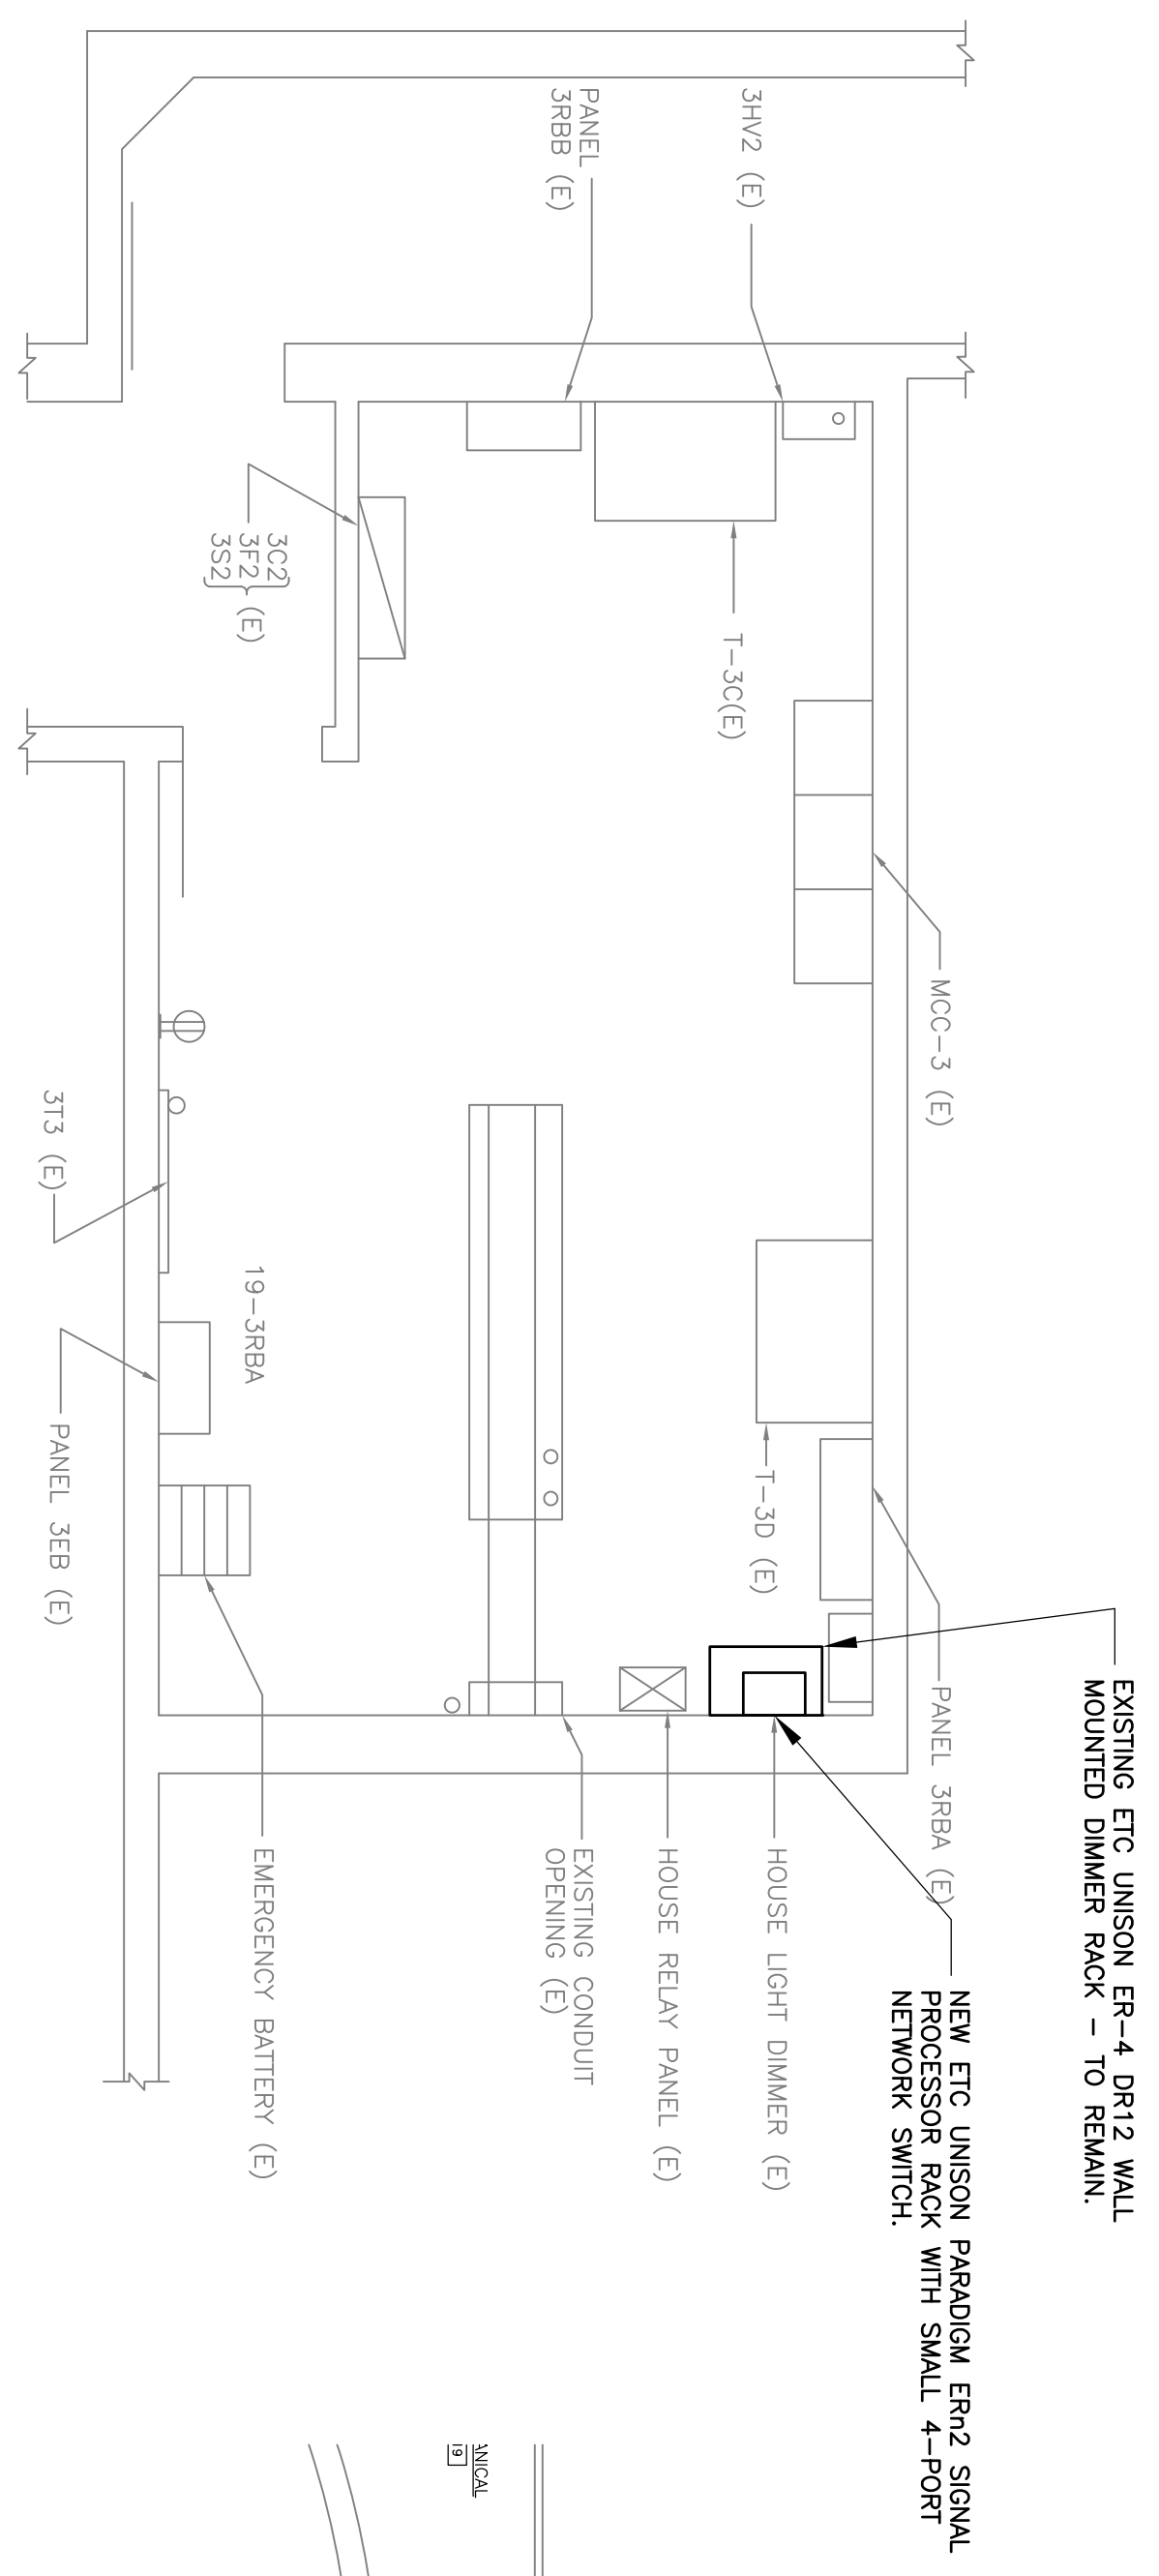 EXISTING ETC UNISON ER-4 DR12 WALL
MOUNTED DIMMER RACK - TO REMAIN.
NEW ETC UNISON PARADIGM ERn2 SIGNAL
PROCESSOR RACK WITH SMALL 4-PORT
NETWORK SWITCH.
PANEL 3RBA (E)
MCC-3 (E)
3HV2 (E)
T-3C(E)
T-3D (E)
HOUSE LIGHT DIMMER (E)
HOUSE RELAY PANEL (E)
PANEL
3RBB (E)
EXISTING CONDUIT
OPENING (E)
3C2
3F2
3S2
(E)
19-3RBA
EMERGENCY BATTERY (E)
3T3 (E)
PANEL 3EB (E)
ANICAL
19